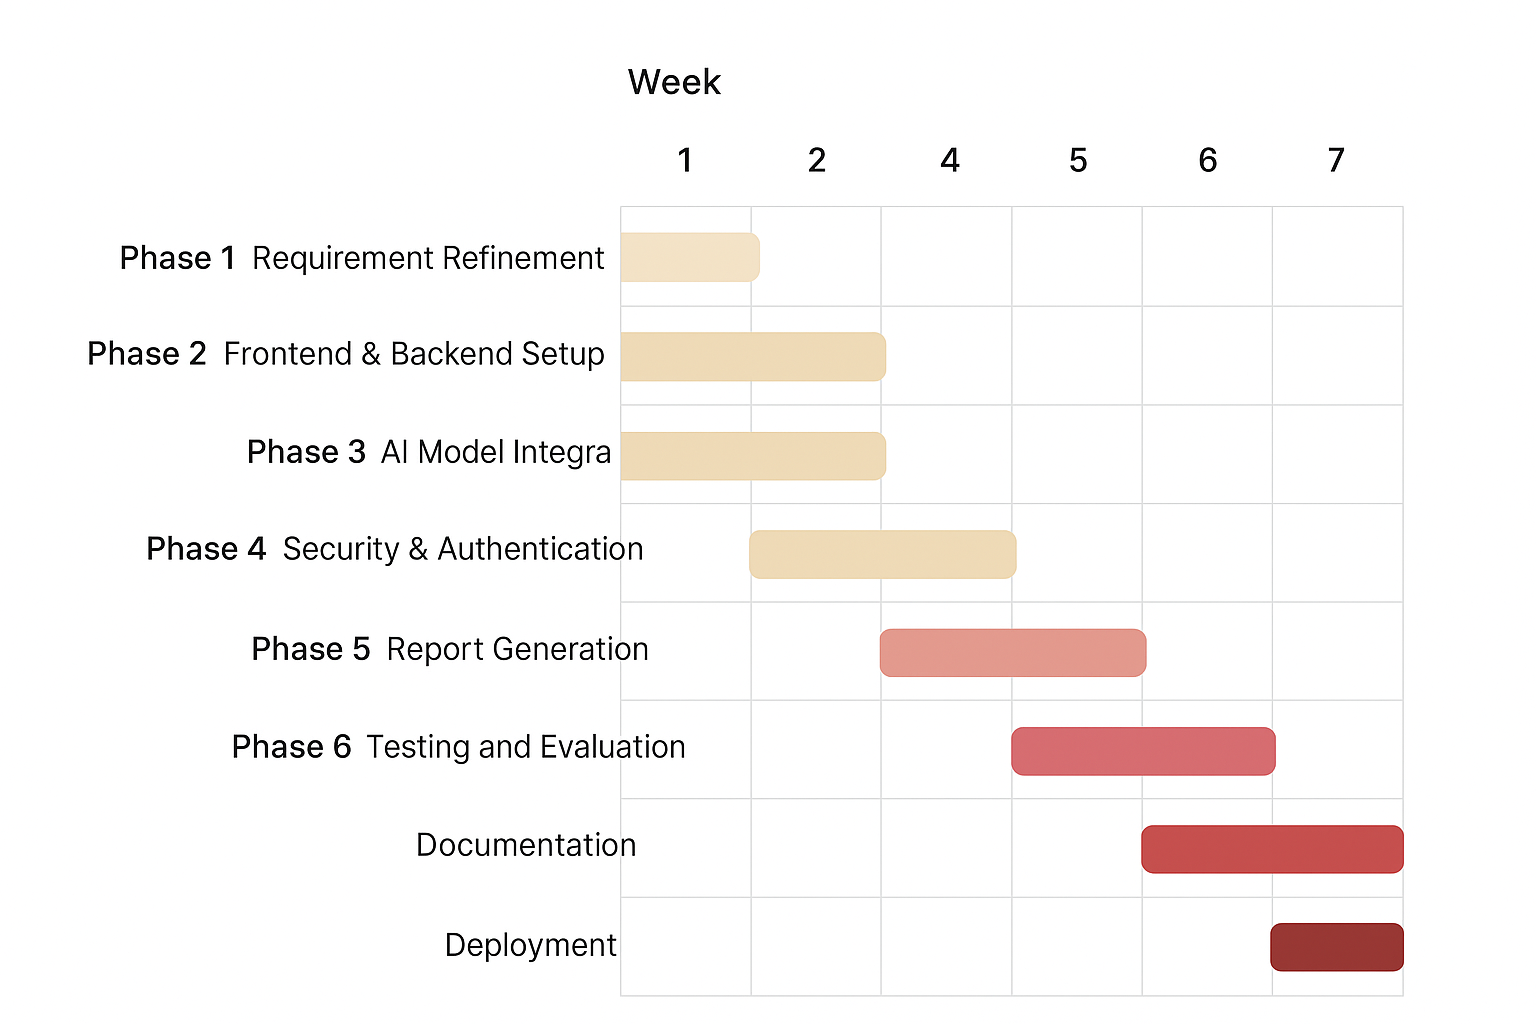 Week
1 2 4 5 6 7
Phase 1 Requirement Refinement
Phase 2 Frontend & Backend Setup
Phase 3 AI Model Integra
Phase 4 Security & Authentication
Phase 5 Report Generation
Phase 6 Testing and Evaluation
Documentation
Deployment